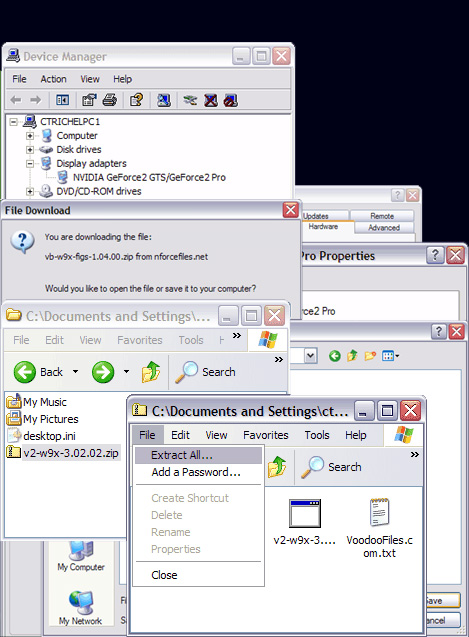 Device Manager
File Action View Help
CTRICHELPC1
Computer
Disk drives
Display adapters
NVIDIA GeForce2 GTS/GeForce2 Pro
DVD/CD-ROM drives
File Download
You are downloading the file:
vb-w9x-figs-1.04.00.zip from nforcefiles.net
Would you like to open the file or save it to your computer?
Updates Remote
Hardware Advanced
Pro Properties
rce2 Pro
C:\Documents and Settings\...
File Edit View Favorites Tools H »
Back Search »
My Music
My Pictures
desktop.ini
v2-w9x-3.02.02.zip
C:\Documents and Settings\ct...
File Edit View Favorites Tools Help
Extract All...
Add a Password...
Create Shortcut
Delete
Rename
Properties
Close
Search »
v2-w9x-3....
VoodooFiles.c
om.txt
My Computer
My Network
Fi
Sa
Save
ancel